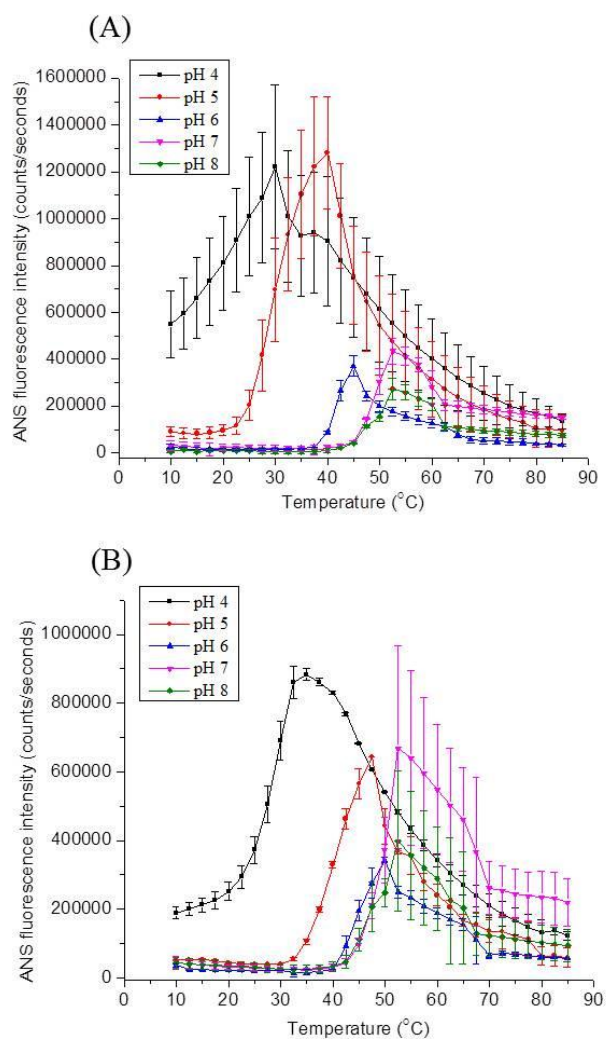 (A)
ANS fluorescence intensity (counts/seconds)
1600000
1400000
1200000
1000000
800000
600000
400000
200000
0
pH 4
pH 5
pH 6
pH 7
pH 8
0 10 20 30 40 50 60 70 80 90
Temperature (°C)
(B)
ANS fluorescence intensity (counts/seconds)
1000000
800000
600000
400000
200000
0
pH 4
pH 5
pH 6
pH 7
pH 8
0 10 20 30 40 50 60 70 80 90
Temperature (°C)